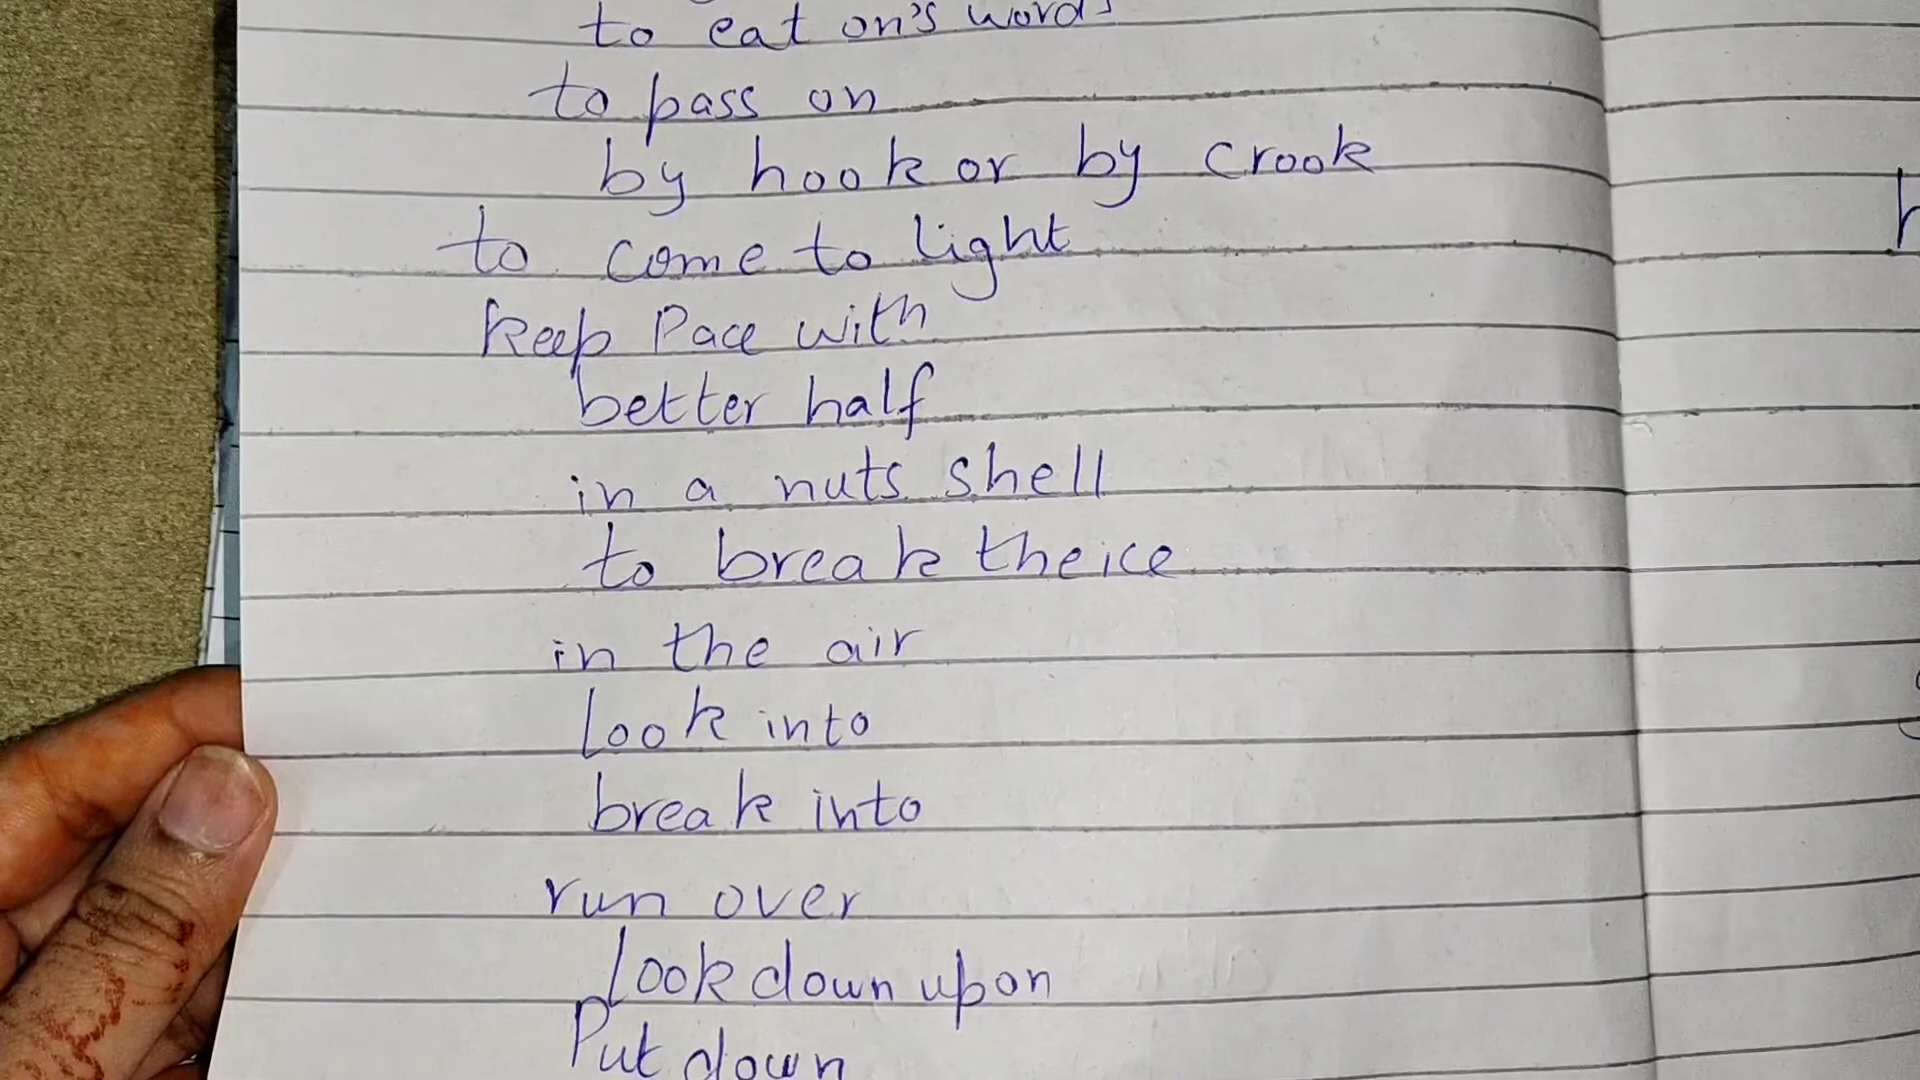 to eat on's words
to pass on
by hook or by crook
to come to light
keep Pace with
better half
in a nuts shell
to break the ice
in the air
look into
break into
run over
look down upon
Put down